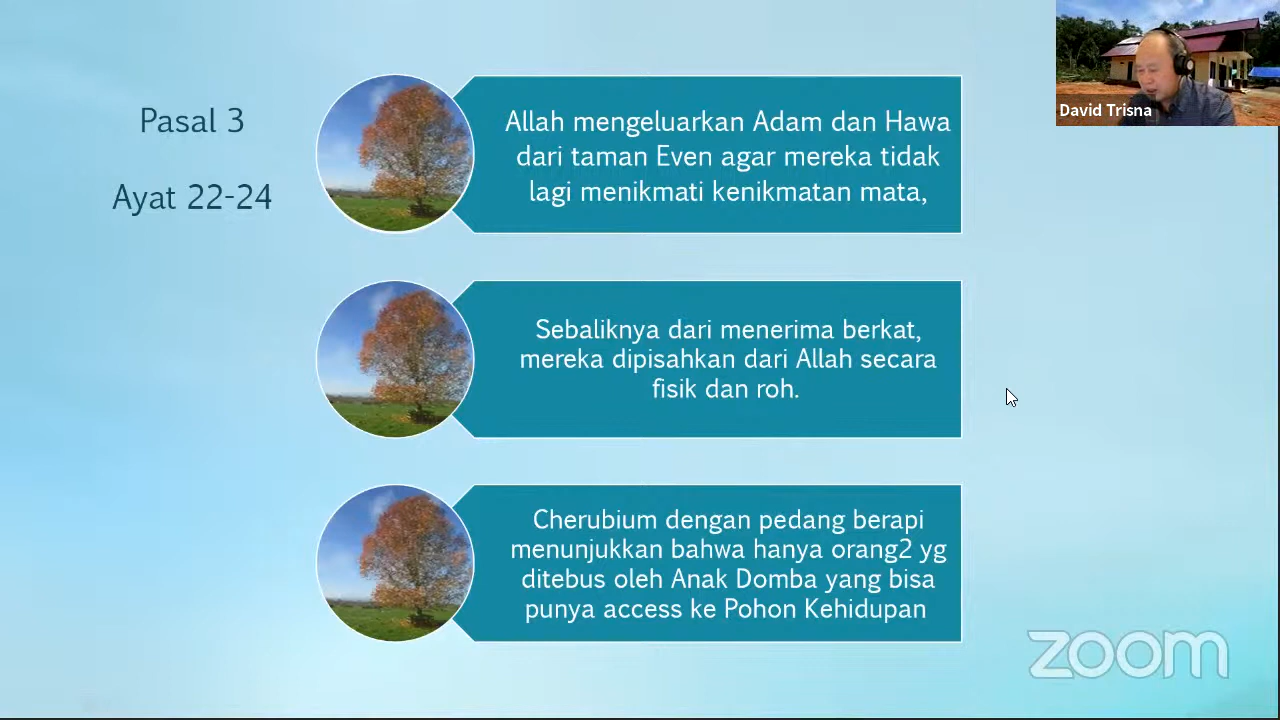 Pasal 3
Ayat 22-24
Allah mengeluarkan Adam dan Hawa
dari taman Even agar mereka tidak
lagi menikmati kenikmatan mata,
Sebaliknya dari menerima berkat,
mereka dipisahkan dari Allah secara
fisik dan roh.
Cherubium dengan pedang berapi
menunjukkan bahwa hanya orang2 yg
ditebus oleh Anak Domba yang bisa
punya access ke Pohon Kehidupan
David Trisna
zoom